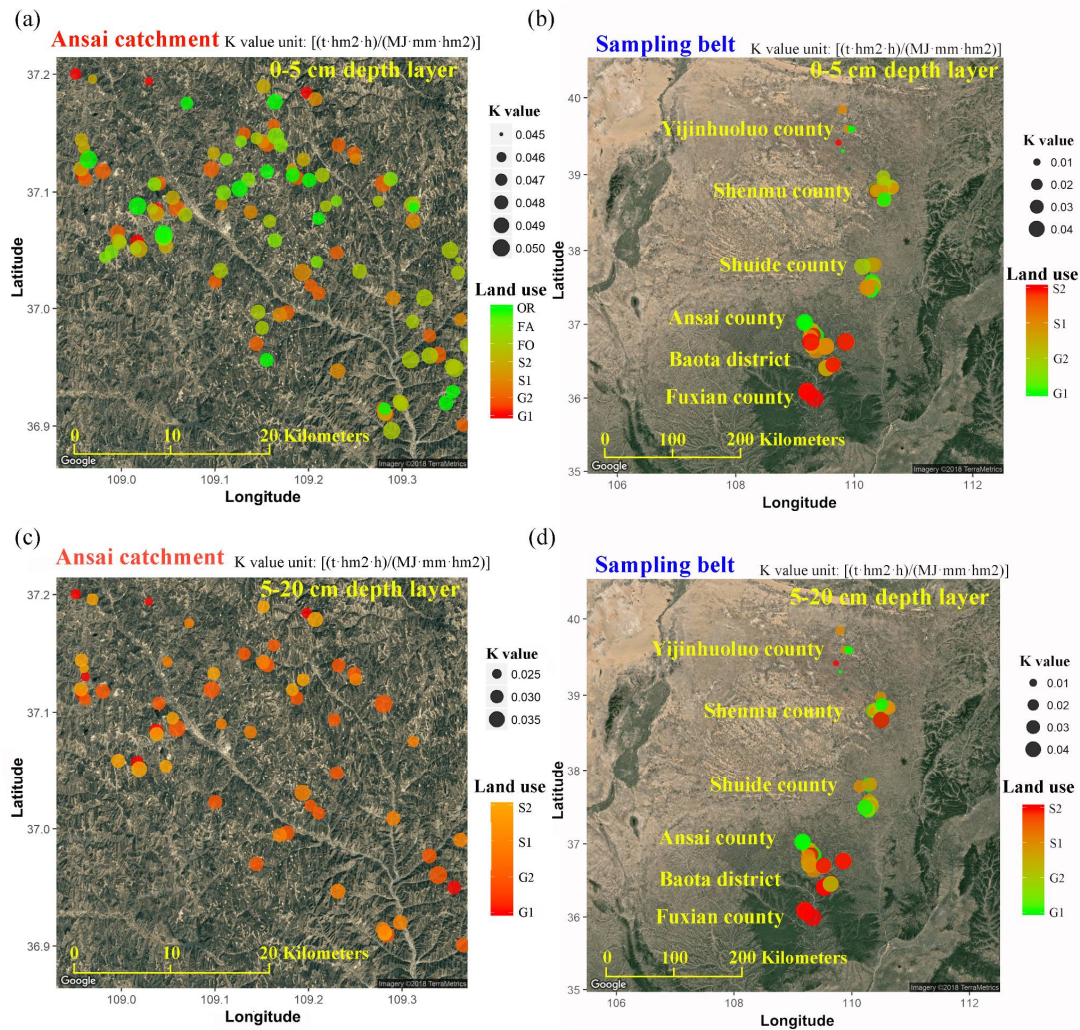 (a)
Ansai catchment K value unit: [(t·hm2·h)/(MJ·mm·hm2)]
0-5 cm depth layer
37.2
37.1
37.0
36.9
Latitude
0 10 20 Kilometers
Google
Imagery ©2018 TerraMetrics
109.0 109.1 109.2 109.3
Longitude
K value
0.045
0.046
0.047
0.048
0.049
0.050
Land use
OR
FA
FO
S2
S1
G2
G1
(b)
Sampling belt K value unit: [(t·hm2·h)/(MJ·mm·hm2)]
0-5 cm depth layer
40
39
38
37
36
35
Latitude
Yijinhuoluo county
Shenmu county
Shuide county
Ansai county
Baota district
Fuxian county
0 100 200 Kilometers
Google
Imagery ©2018 TerraMetrics
106 108 110 112
Longitude
K value
0.01
0.02
0.03
0.04
Land use
S2
S1
G2
G1
(c)
Ansai catchment K value unit: [(t·hm2·h)/(MJ·mm·hm2)]
5-20 cm depth layer
37.2
37.1
37.0
36.9
Latitude
0 10 20 Kilometers
Google
Imagery ©2018 TerraMetrics
109.0 109.1 109.2 109.3
Longitude
K value
0.025
0.030
0.035
Land use
S2
S1
G2
G1
(d)
Sampling belt K value unit: [(t·hm2·h)/(MJ·mm·hm2)]
5-20 cm depth layer
40
39
38
37
36
35
Latitude
Yijinhuoluo county
Shenmu county
Shuide county
Ansai county
Baota district
Fuxian county
0 100 200 Kilometers
Google
Imagery ©2018 TerraMetrics
106 108 110 112
Longitude
K value
0.01
0.02
0.03
0.04
Land use
S2
S1
G2
G1